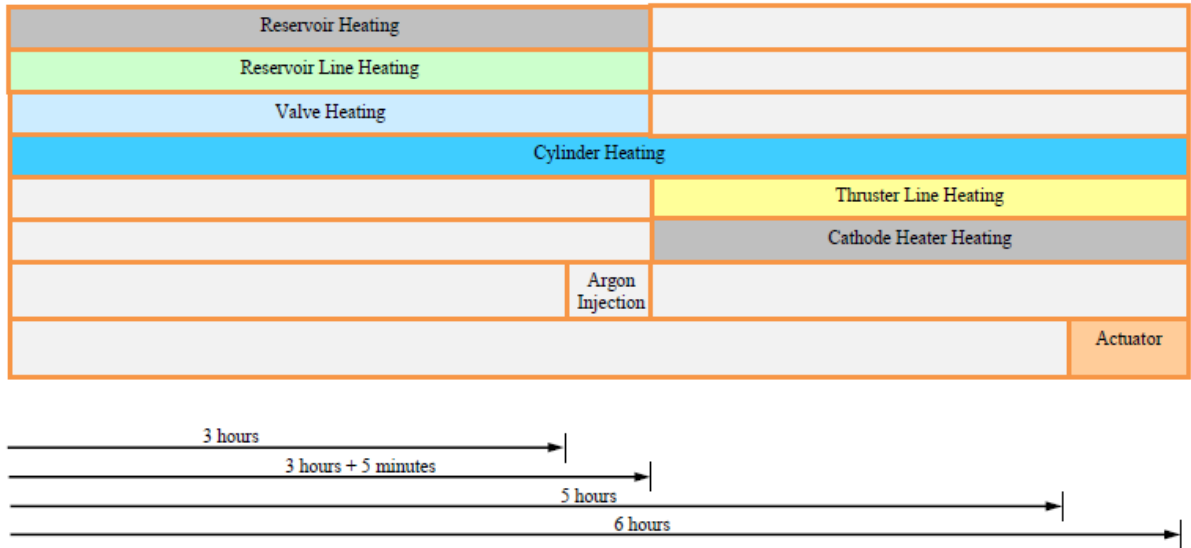 Reservoir Heating
Reservoir Line Heating
Valve Heating
Cylinder Heating
Thruster Line Heating
Cathode Heater Heating
Argon
Injection
Actuator
3 hours
3 hours + 5 minutes
5 hours
6 hours